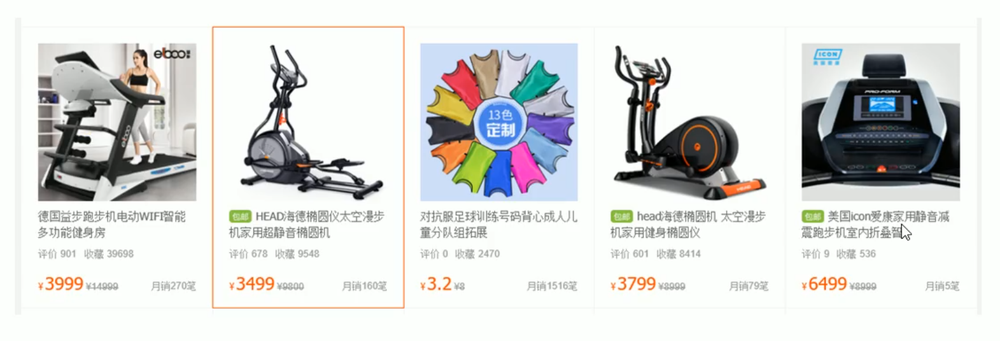 elbоо
德国益步跑步机电动WIFI智能
多功能健身房
评价 901 收藏 39698
¥3999 ¥14999 月销270笔
包邮 HEAD海德椭圆仪太空漫步
机家用超静音椭圆机
评价 678 收藏 9548
¥3499 ¥9800 月销160笔
13色
定制
对抗服足球训练号码背心成人儿
童分队组拓展
评价 0 收藏 2470
¥3.2 ¥8 月销1516笔
HEAD
包邮 head海德椭圆机 太空漫步
机家用健身椭圆仪
评价 601 收藏 8414
¥3799 ¥8999 月销79笔
ICON
美国爱康
PRO-FORM
包邮 美国icon爱康家用静音减
震跑步机室内折叠智
评价 9 收藏 536
¥6499 ¥8999 月销5笔